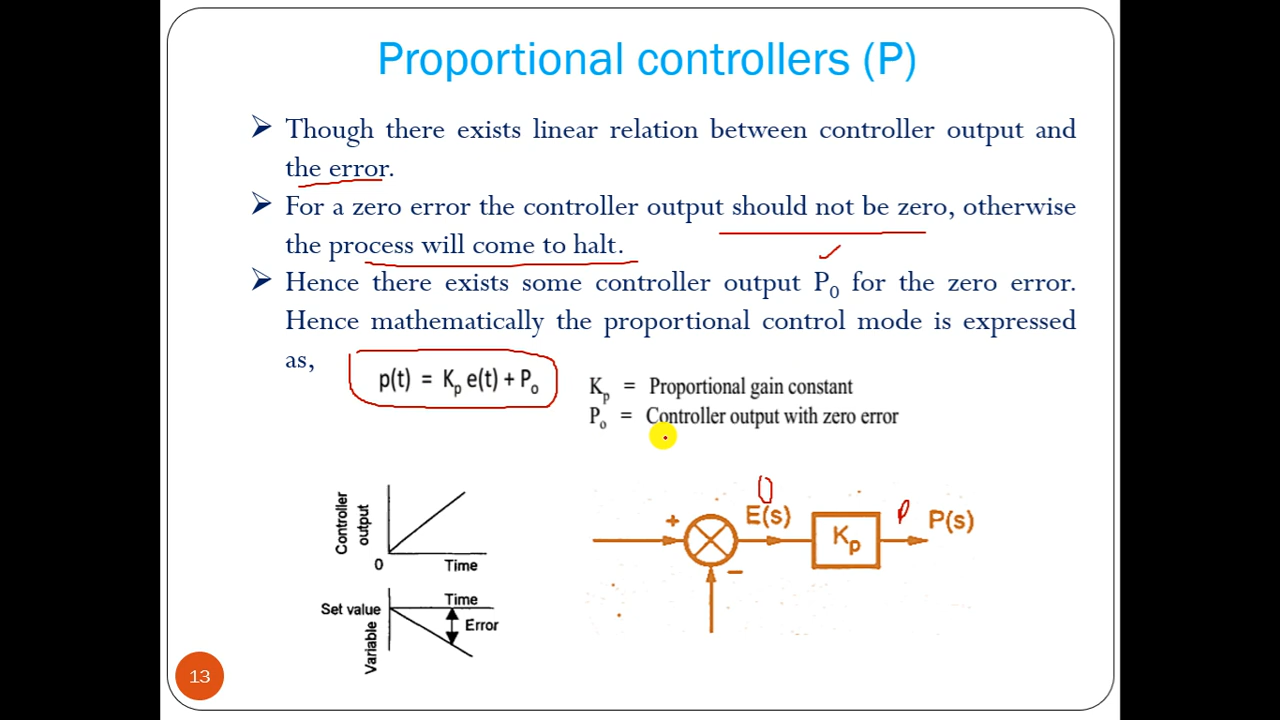 Proportional controllers (P)
➢ Though there exists linear relation between controller output and
the error.
➢ For a zero error the controller output should not be zero, otherwise
the process will come to halt.
➢ Hence there exists some controller output P₀ for the zero error.
Hence mathematically the proportional control mode is expressed
as,
p(t) = Kₚ e(t) + Pₒ
Kₚ = Proportional gain constant
Pₒ = Controller output with zero error
Controller
output
0 Time
Set value
Time
Variable
Error
+
−
0
E(s)
Kₚ
P
P(s)
13